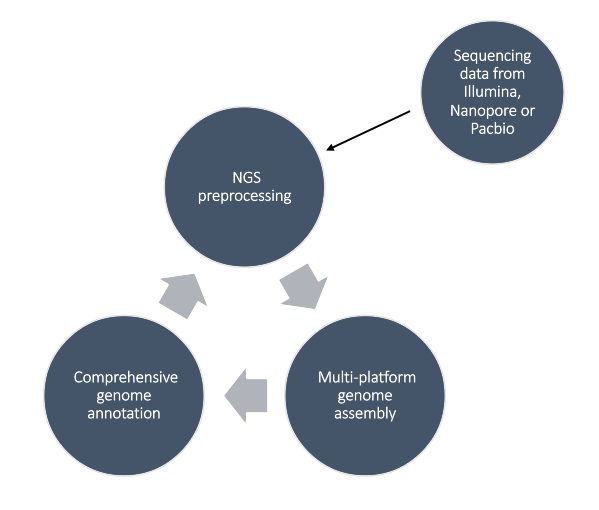 Sequencing
data from
Illumina,
Nanopore or
Pacbio
NGS
preprocessing
Multi-platform
genome
assembly
Comprehensive
genome
annotation